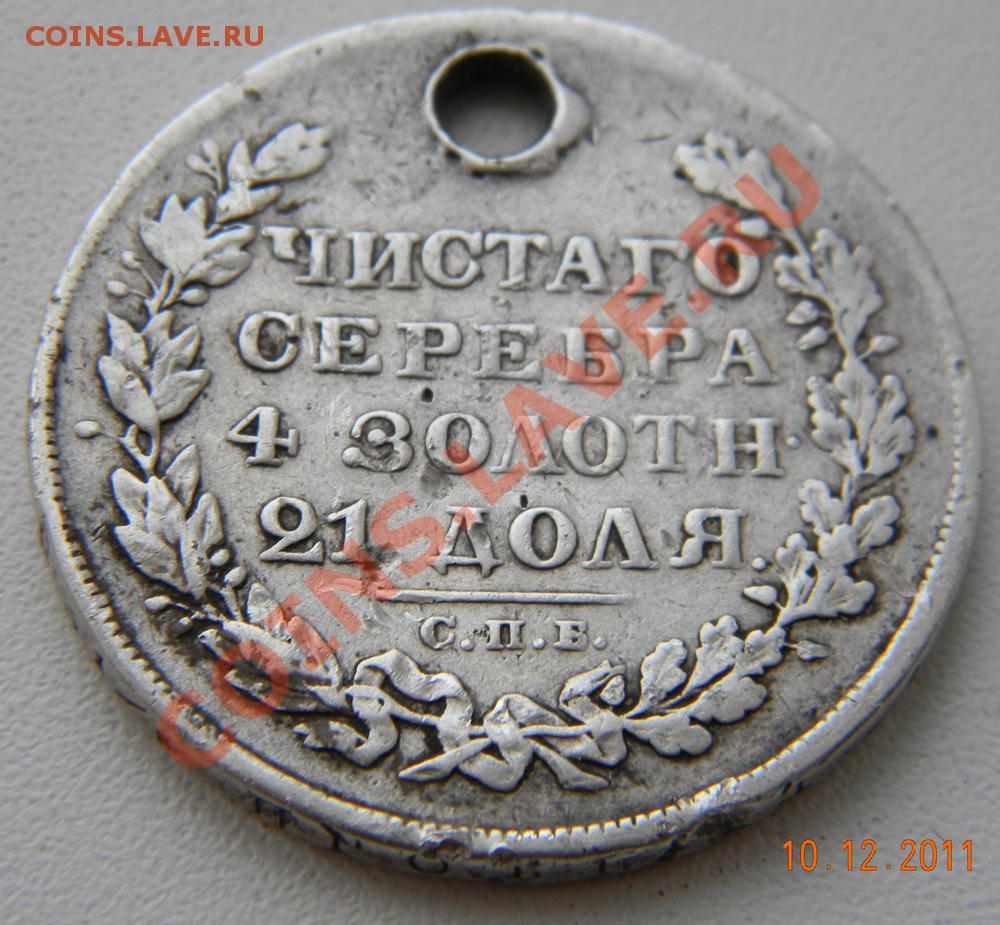 COINS.LAVE.RU
ЧИСТАГО
СЕРЕБРА
4 ЗОЛОТН
21 ДОЛЯ.
С.П.Б.
COINS.LAVE.RU
10.12.2011